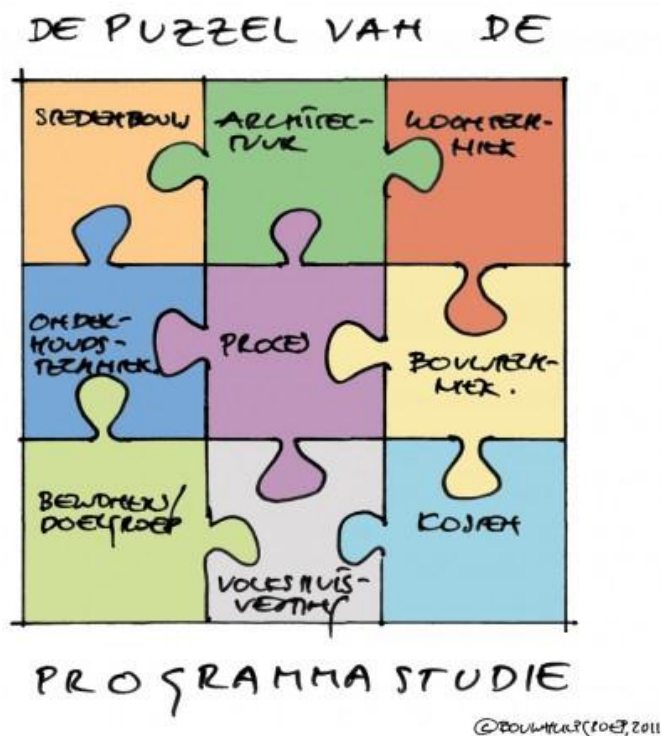 DE PUZZEL VAN DE
STEDENBOUW
ARCHITEC-
TUUR
WOONTECH-
NIEK
ONDER-
HOUDS-
TECHNIEK
PROCES
BOUWTECH-
NIEK.
BEWONER/
DOELGROEP
VOLKSHUIS-
VESTING
KOSTEN
PROGRAMMA STUDIE
©BOUWHULPGROEP, 2011